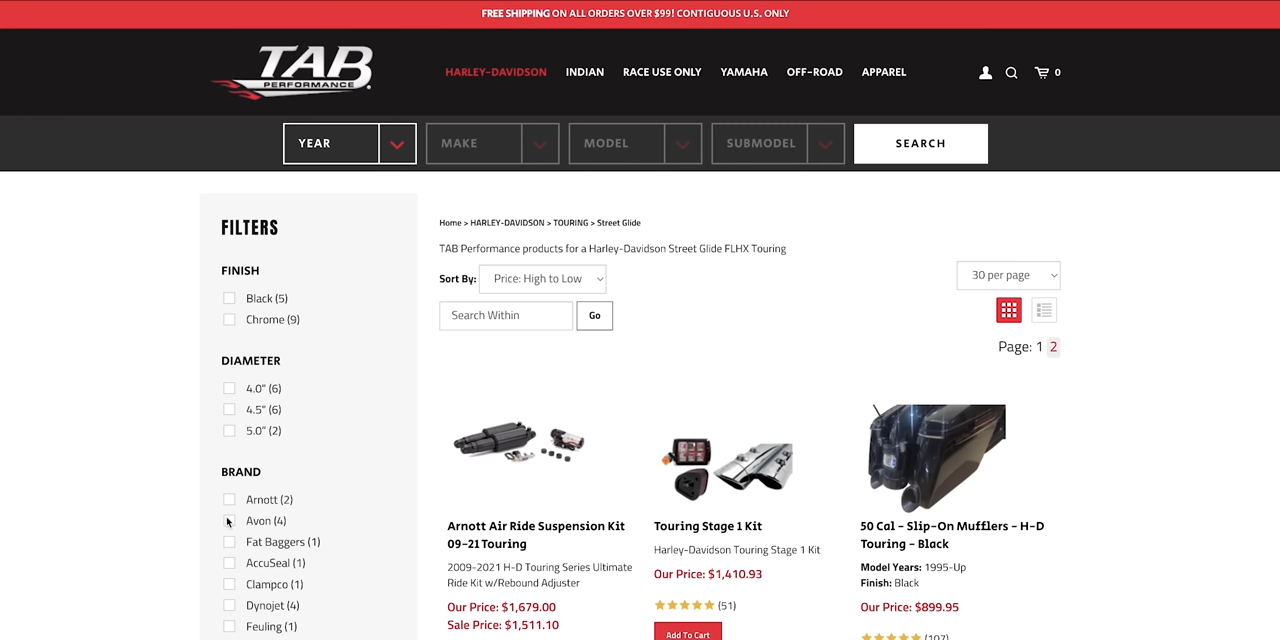 FREE SHIPPING ON ALL ORDERS OVER $99! CONTIGUOUS U.S. ONLY
TAB
PERFORMANCE
HARLEY-DAVIDSON INDIAN RACE USE ONLY YAMAHA OFF-ROAD APPAREL 0
YEAR MAKE MODEL SUBMODEL SEARCH
FILTERS
FINISH
Black (5)
Chrome (9)
DIAMETER
4.0" (6)
4.5" (6)
5.0" (2)
BRAND
Arnott (2)
Avon (4)
Fat Baggers (1)
AccuSeal (1)
Clampco (1)
Dynojet (4)
Feuling (1)
Home > HARLEY-DAVIDSON > TOURING > Street Glide
TAB Performance products for a Harley-Davidson Street Glide FLHX Touring
Sort By: Price: High to Low
30 per page
Search Within Go
Page: 1 2
Arnott Air Ride Suspension Kit
09-21 Touring
2009-2021 H-D Touring Series Ultimate
Ride Kit w/Rebound Adjuster
Our Price: $1,679.00
Sale Price: $1,511.10
Touring Stage 1 Kit
Harley-Davidson Touring Stage 1 Kit
Our Price: $1,410.93
(51)
Add To Cart
50 Cal - Slip-On Mufflers - H-D
Touring - Black
Model Years: 1995-Up
Finish: Black
Our Price: $899.95
(107)